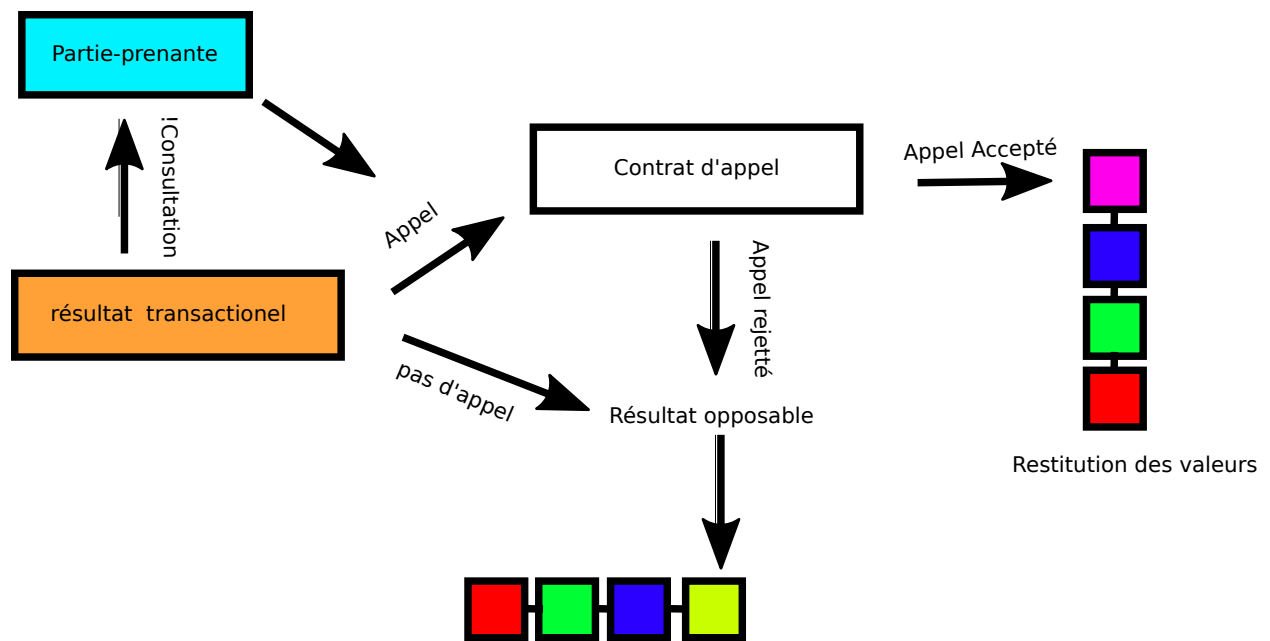 Partie-prenante
!Consultation
Contrat d'appel
Appel Accepté
Appel
résultat  transactionel
Appel rejetté
pas d'appel
Résultat opposable
Restitution des valeurs